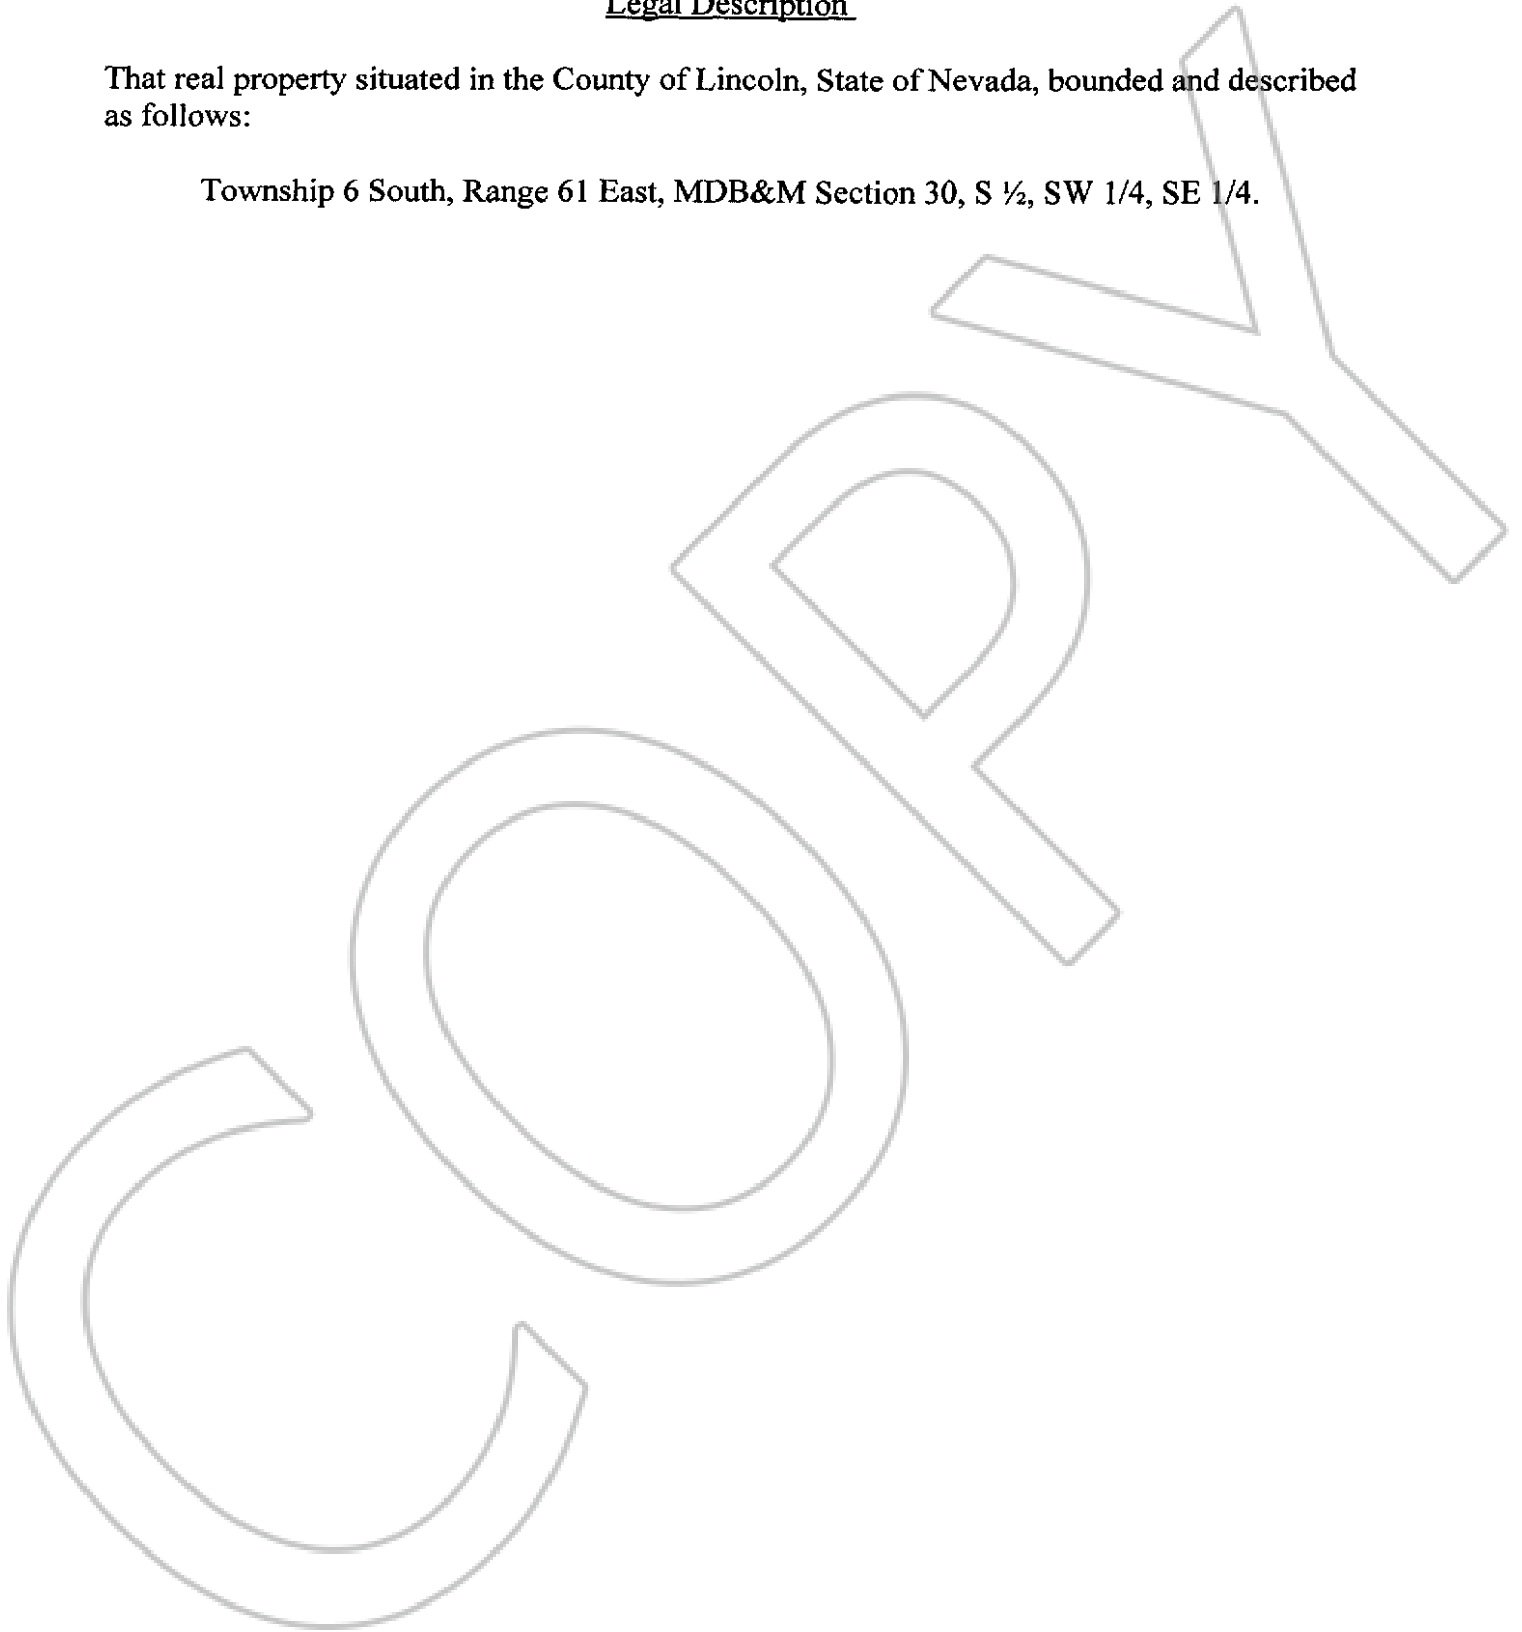 Legal Description
That real property situated in the County of Lincoln, State of Nevada, bounded and described
as follows:
Township 6 South, Range 61 East, MDB&M Section 30, S ½, SW 1/4, SE 1/4.
COPY